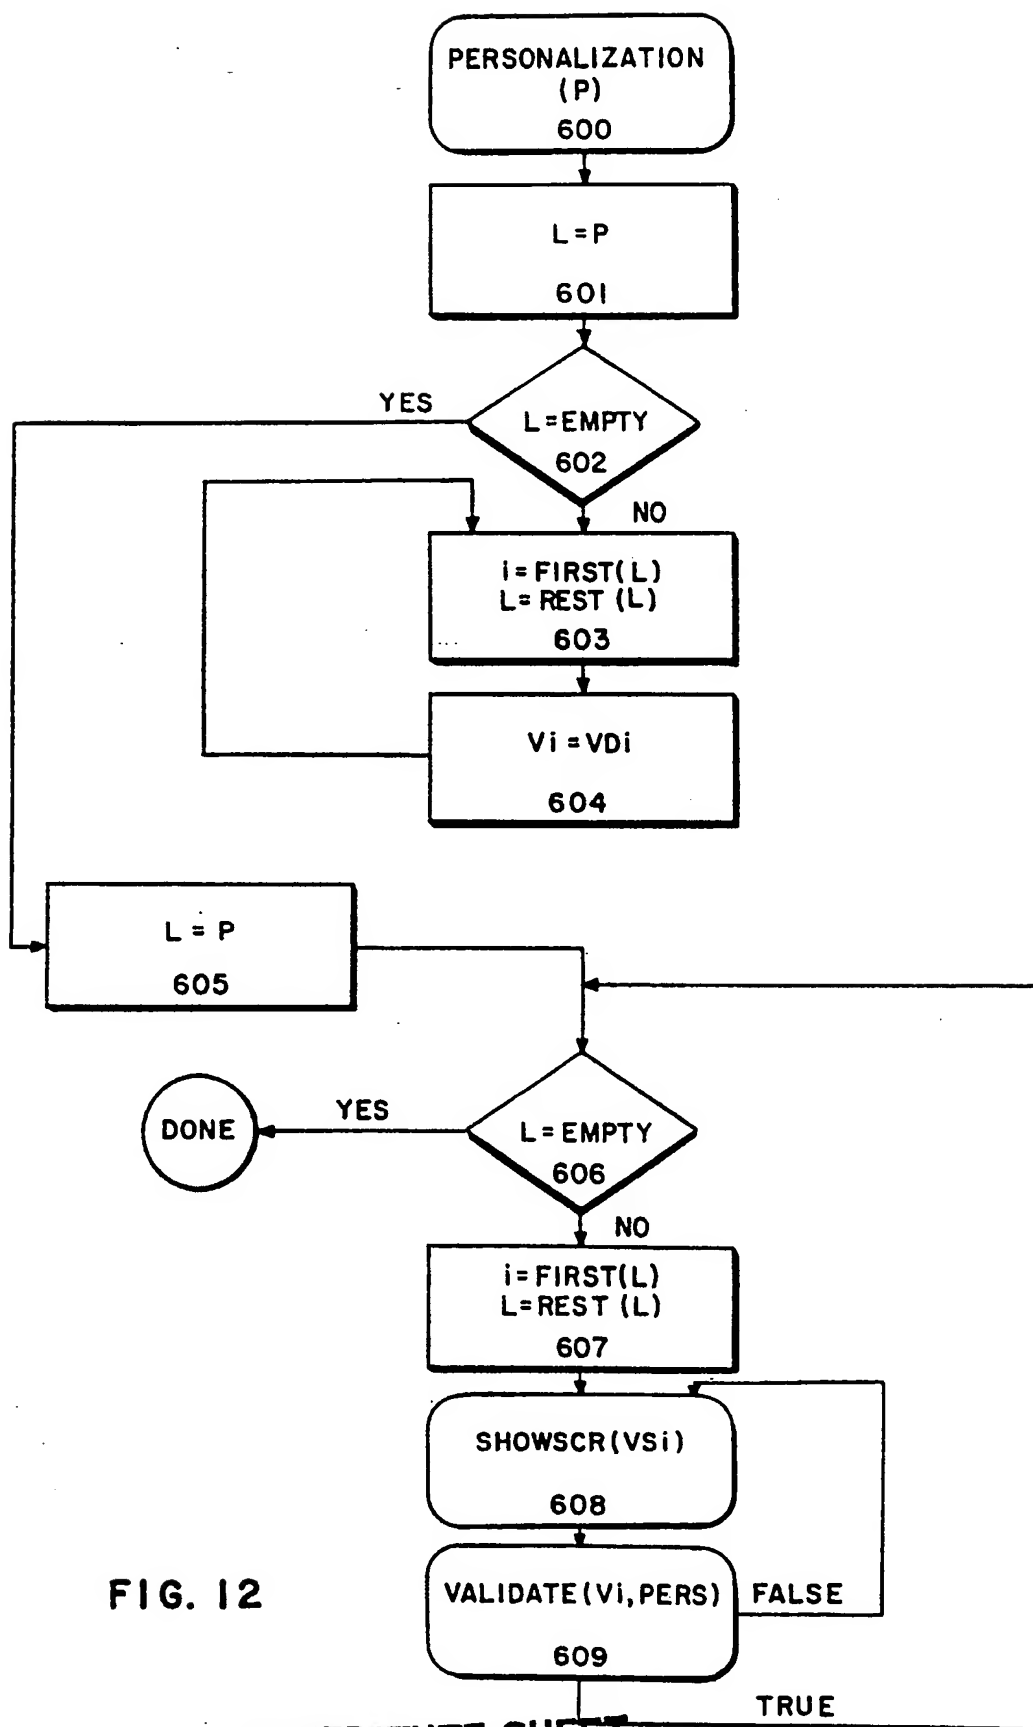 PERSONALIZATION
(P)
600
L=P
601
YES
L=EMPTY
602
NO
i=FIRST(L)
L=REST (L)
603
Vi=VDi
604
L = P
605
DONE
YES
L=EMPTY
606
NO
i=FIRST(L)
L=REST (L)
607
SHOWSCR(VSi)
608
VALIDATE(Vi,PERS)
FALSE
609
FIG. 12
TRUE